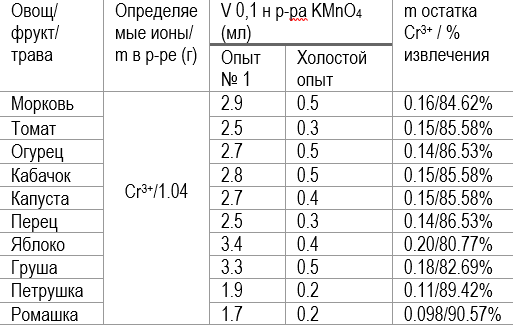 Овощ/ фрукт/ трава | Определяе мые ионы/ m в р-ре (г) | V 0,1 н р-ра KMnO₄ (мл) | m остатка Cr³⁺ / % извлечения
Опыт № 1 | Холостой опыт
Морковь | Cr³⁺/1.04 | 2.9 | 0.5 | 0.16/84.62%
Томат | 2.5 | 0.3 | 0.15/85.58%
Огурец | 2.7 | 0.5 | 0.14/86.53%
Кабачок | 2.8 | 0.5 | 0.15/85.58%
Капуста | 2.7 | 0.4 | 0.15/85.58%
Перец | 2.5 | 0.3 | 0.14/86.53%
Яблоко | 3.4 | 0.4 | 0.20/80.77%
Груша | 3.3 | 0.5 | 0.18/82.69%
Петрушка | 1.9 | 0.2 | 0.11/89.42%
Ромашка | 1.7 | 0.2 | 0.098/90.57%